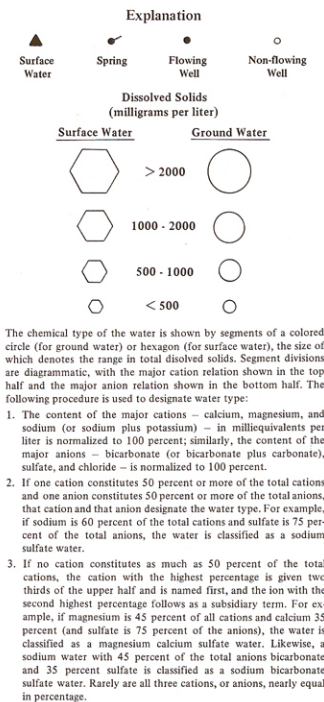 Explanation
Surface Water
Spring
Flowing Well
Non-flowing Well
Dissolved Solids
(milligrams per liter)
Surface Water Ground Water
> 2000
1000 - 2000
500 - 1000
< 500
The chemical type of the water is shown by segments of a colored
circle (for ground water) or hexagon (for surface water), the size of
which denotes the range in total disolved solids. Segment divisions
are diagrammatic, with the major cation relation shown in the top
half and the major anion relation shown in the bottom half. The
following procedure is used to designate water type:
1. The content of the major cations – calcium, magnesium, and
sodium (or sodium plus potassium) – in milliequivalents per
liter is normalized to 100 percent; similarly, the content of the
major anions – bicarbonate (or bicarbonate plus carbonate),
sulfate, and chloride – is normalized to 100 percent.
2. If one cation constitutes 50 percent or more of the total cations
and one anion constitutes 50 percent or more of the total anions,
that cation and that anion designate the water type. For example,
if sodium is 60 percent of the total cations and sulfate is 75 per-
cent of the total anions, the water is classified as a sodium
sulfate water.
3. If no cation constitutes as much as 50 percent of the total
cations, the cation with the highest percentage is given two
thirds of the upper half and is named first, and the ion with the
second highest percentage follows as a subsidiary term. For ex-
ample, if magnesium is 45 percent of all cations and calcium 35
percent (and sulfate is 75 percent of the anions), the water is
classified as a magnesium calcium sulfate water. Likewise, a
sodium water with 45 percent of the total anions bicarbonate
and 35 percent sulfate is classified as a sodium bicarbonate
sulfate water. Rarely are all three cations, or anions, nearly equal
in percentage.